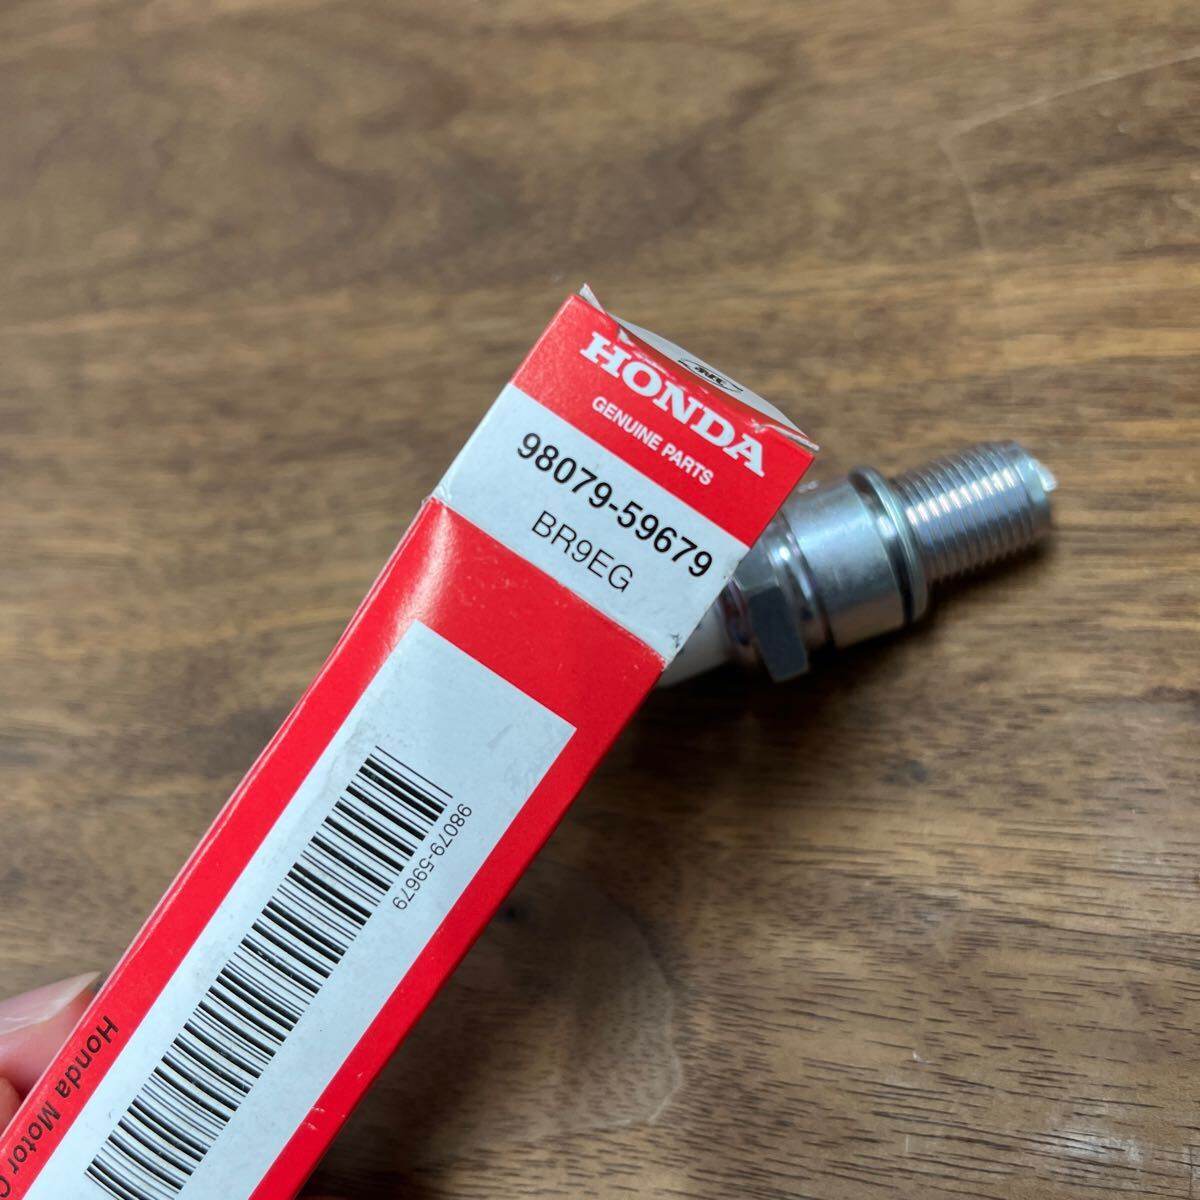 HONDA
GENUINE PARTS
98079-59679
BR9EG
98079-59679
Honda Motor